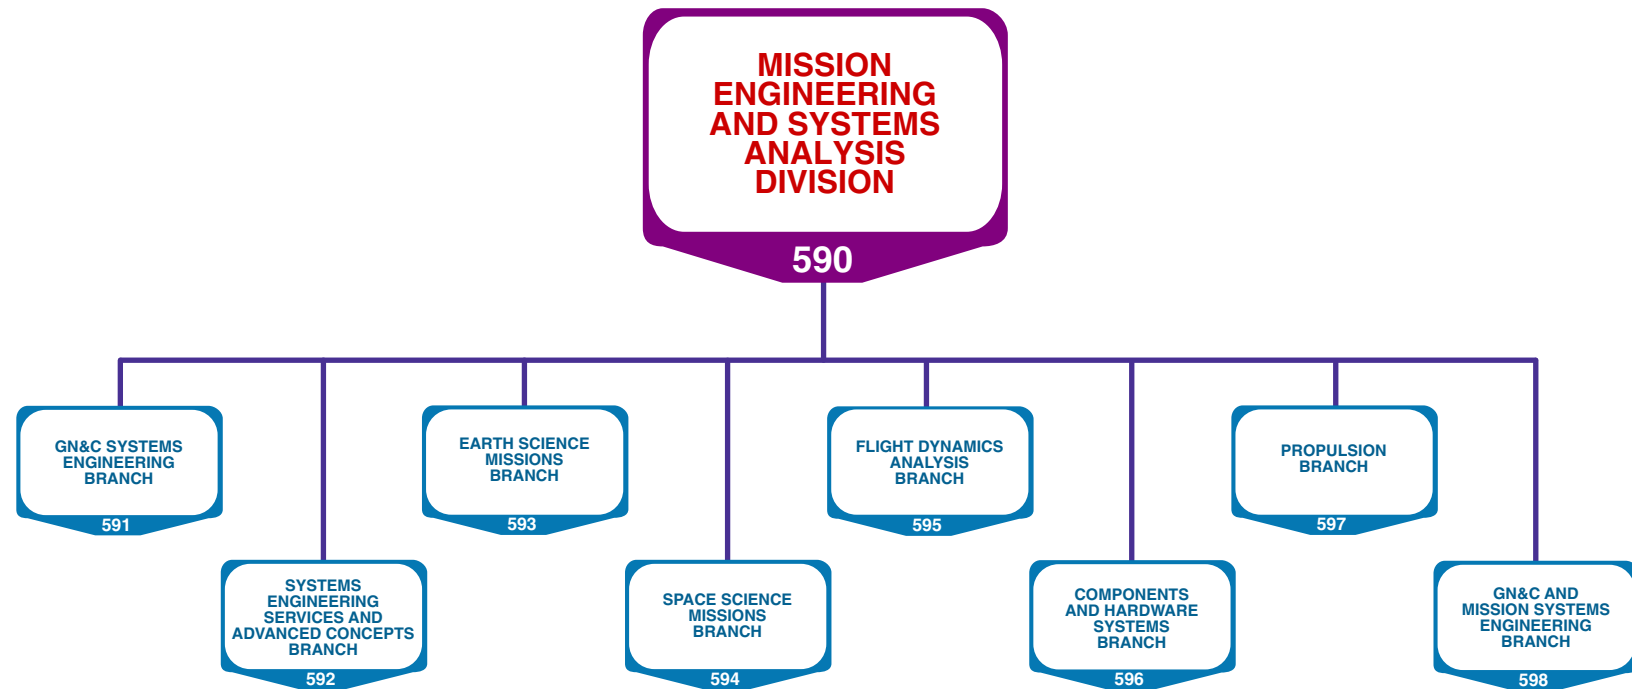 MISSION
ENGINEERING
AND SYSTEMS
ANALYSIS
DIVISION
590
GN&C SYSTEMS
ENGINEERING
BRANCH
591
SYSTEMS
ENGINEERING
SERVICES AND
ADVANCED CONCEPTS
BRANCH
592
EARTH SCIENCE
MISSIONS
BRANCH
593
SPACE SCIENCE
MISSIONS
BRANCH
594
FLIGHT DYNAMICS
ANALYSIS
BRANCH
595
COMPONENTS
AND HARDWARE
SYSTEMS
BRANCH
596
PROPULSION
BRANCH
597
GN&C AND
MISSION SYSTEMS
ENGINEERING
BRANCH
598